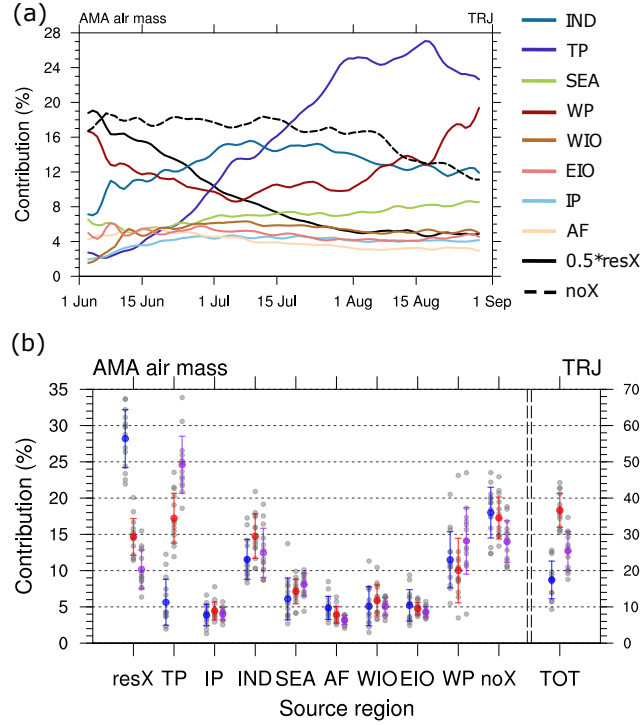 (a)
AMA air mass TRJ
28
24
20
16
12
8
4
0
Contribution (%)
1 Jun 15 Jun 1 Jul 15 Jul 1 Aug 15 Aug 1 Sep
IND
TP
SEA
WP
WIO
EIO
IP
AF
0.5*resX
noX
(b)
AMA air mass TRJ
35 70
30 60
25 50
20 40
15 30
10 20
5 10
0 0
Contribution (%)
resX TP IP IND SEA AF WIO EIO WP noX TOT
Source region